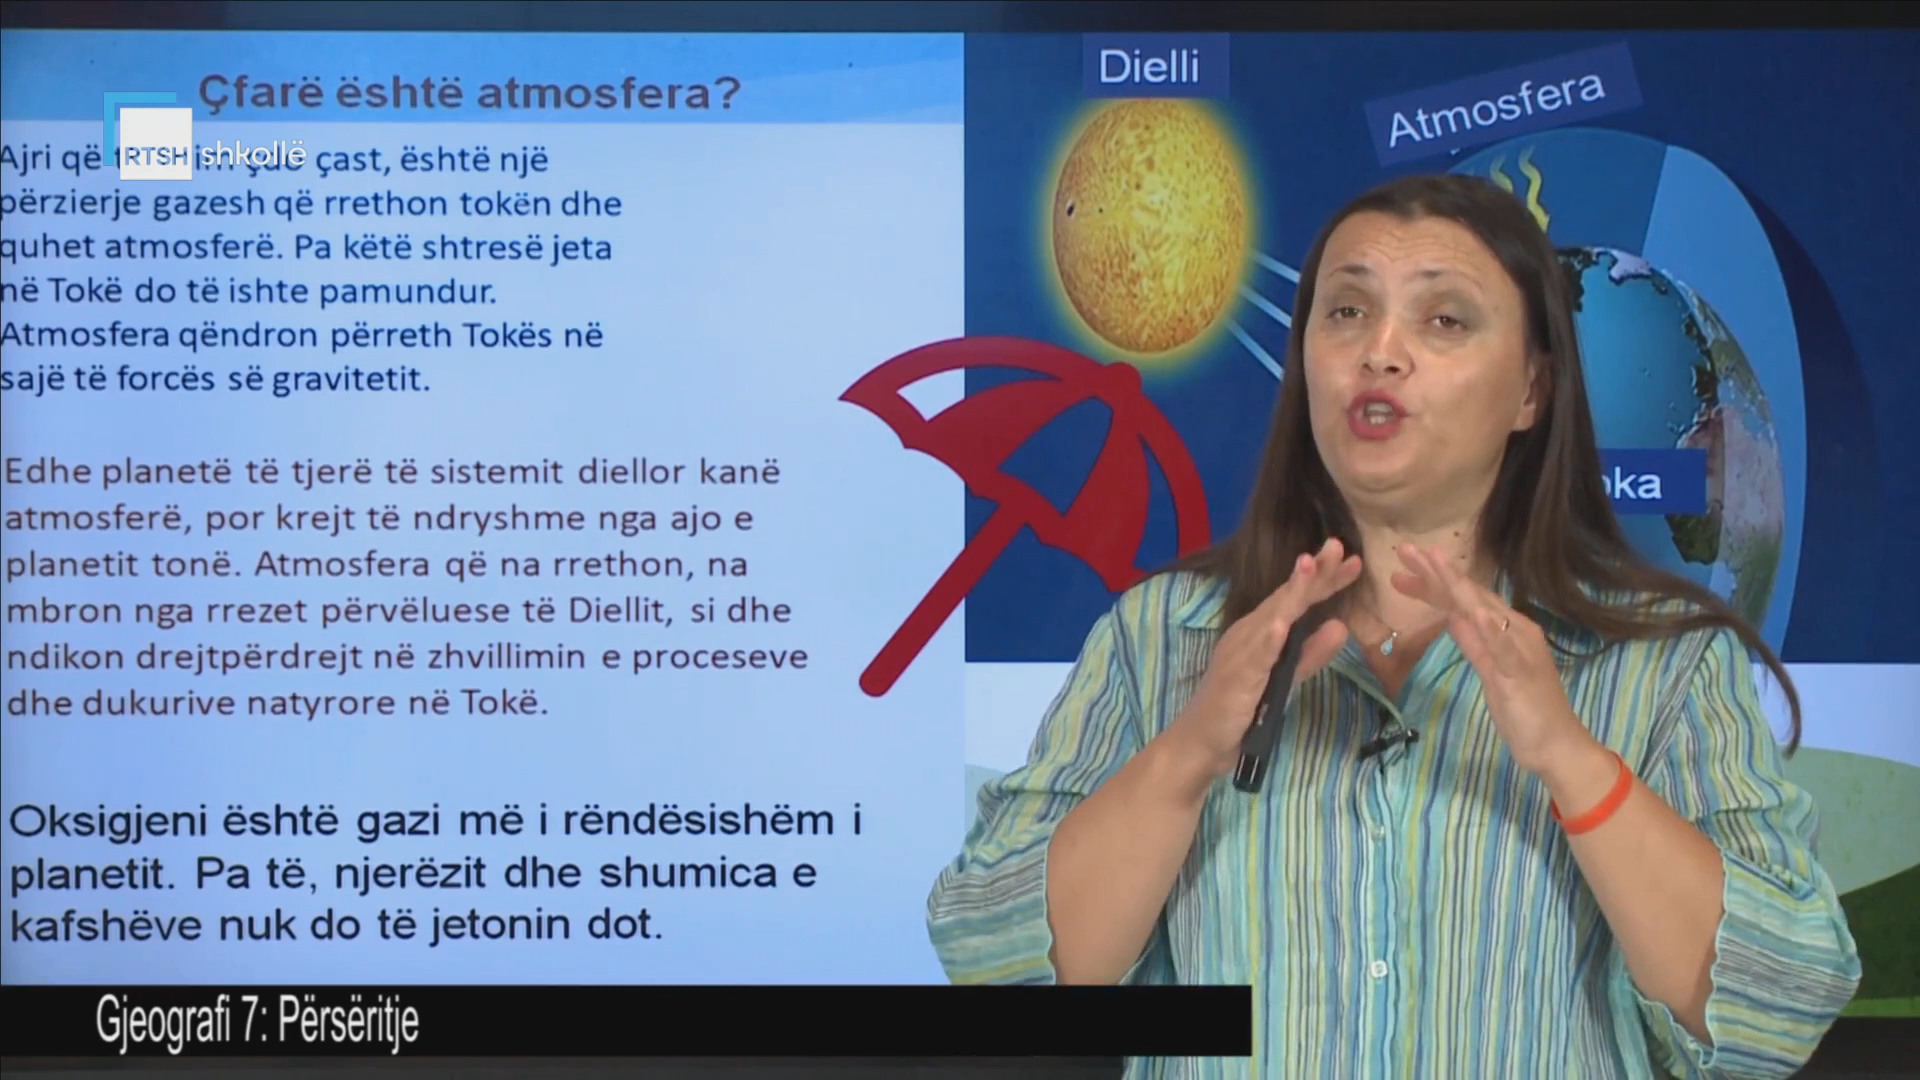 Çfarë është atmosfera?
RTSH shkollë
Ajri që çast, është një
përzierje gazesh që rrethon tokën dhe
quhet atmosferë. Pa këtë shtresë jeta
në Tokë do të ishte pamundur.
Atmosfera qëndron përreth Tokës në
sajë të forcës së gravitetit.
Edhe planetë të tjerë të sistemit diellor kanë
atmosferë, por krejt të ndryshme nga ajo e
planetit tonë. Atmosfera që na rrethon, na
mbron nga rrezet përvëluese të Diellit, si dhe
ndikon drejtpërdrejt në zhvillimin e proceseve
dhe dukurive natyrore në Tokë.
Oksigjeni është gazi më i rëndësishëm i
planetit. Pa të, njerëzit dhe shumica e
kafshëve nuk do të jetonin dot.
Dielli
Atmosfera
oka
Gjeografi 7: Përsëritje